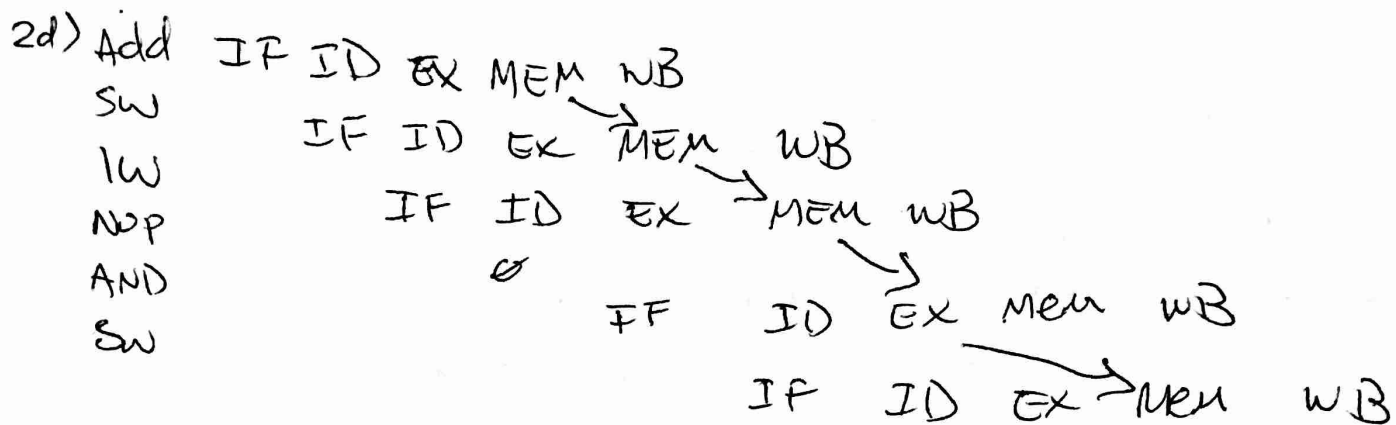 2d) Add IF ID EX MEM WB
SW IF ID EX MEM WB
lW IF ID EX MEM WB
NOP ø
AND IF ID EX Mem WB
SW IF ID EX Mem WB